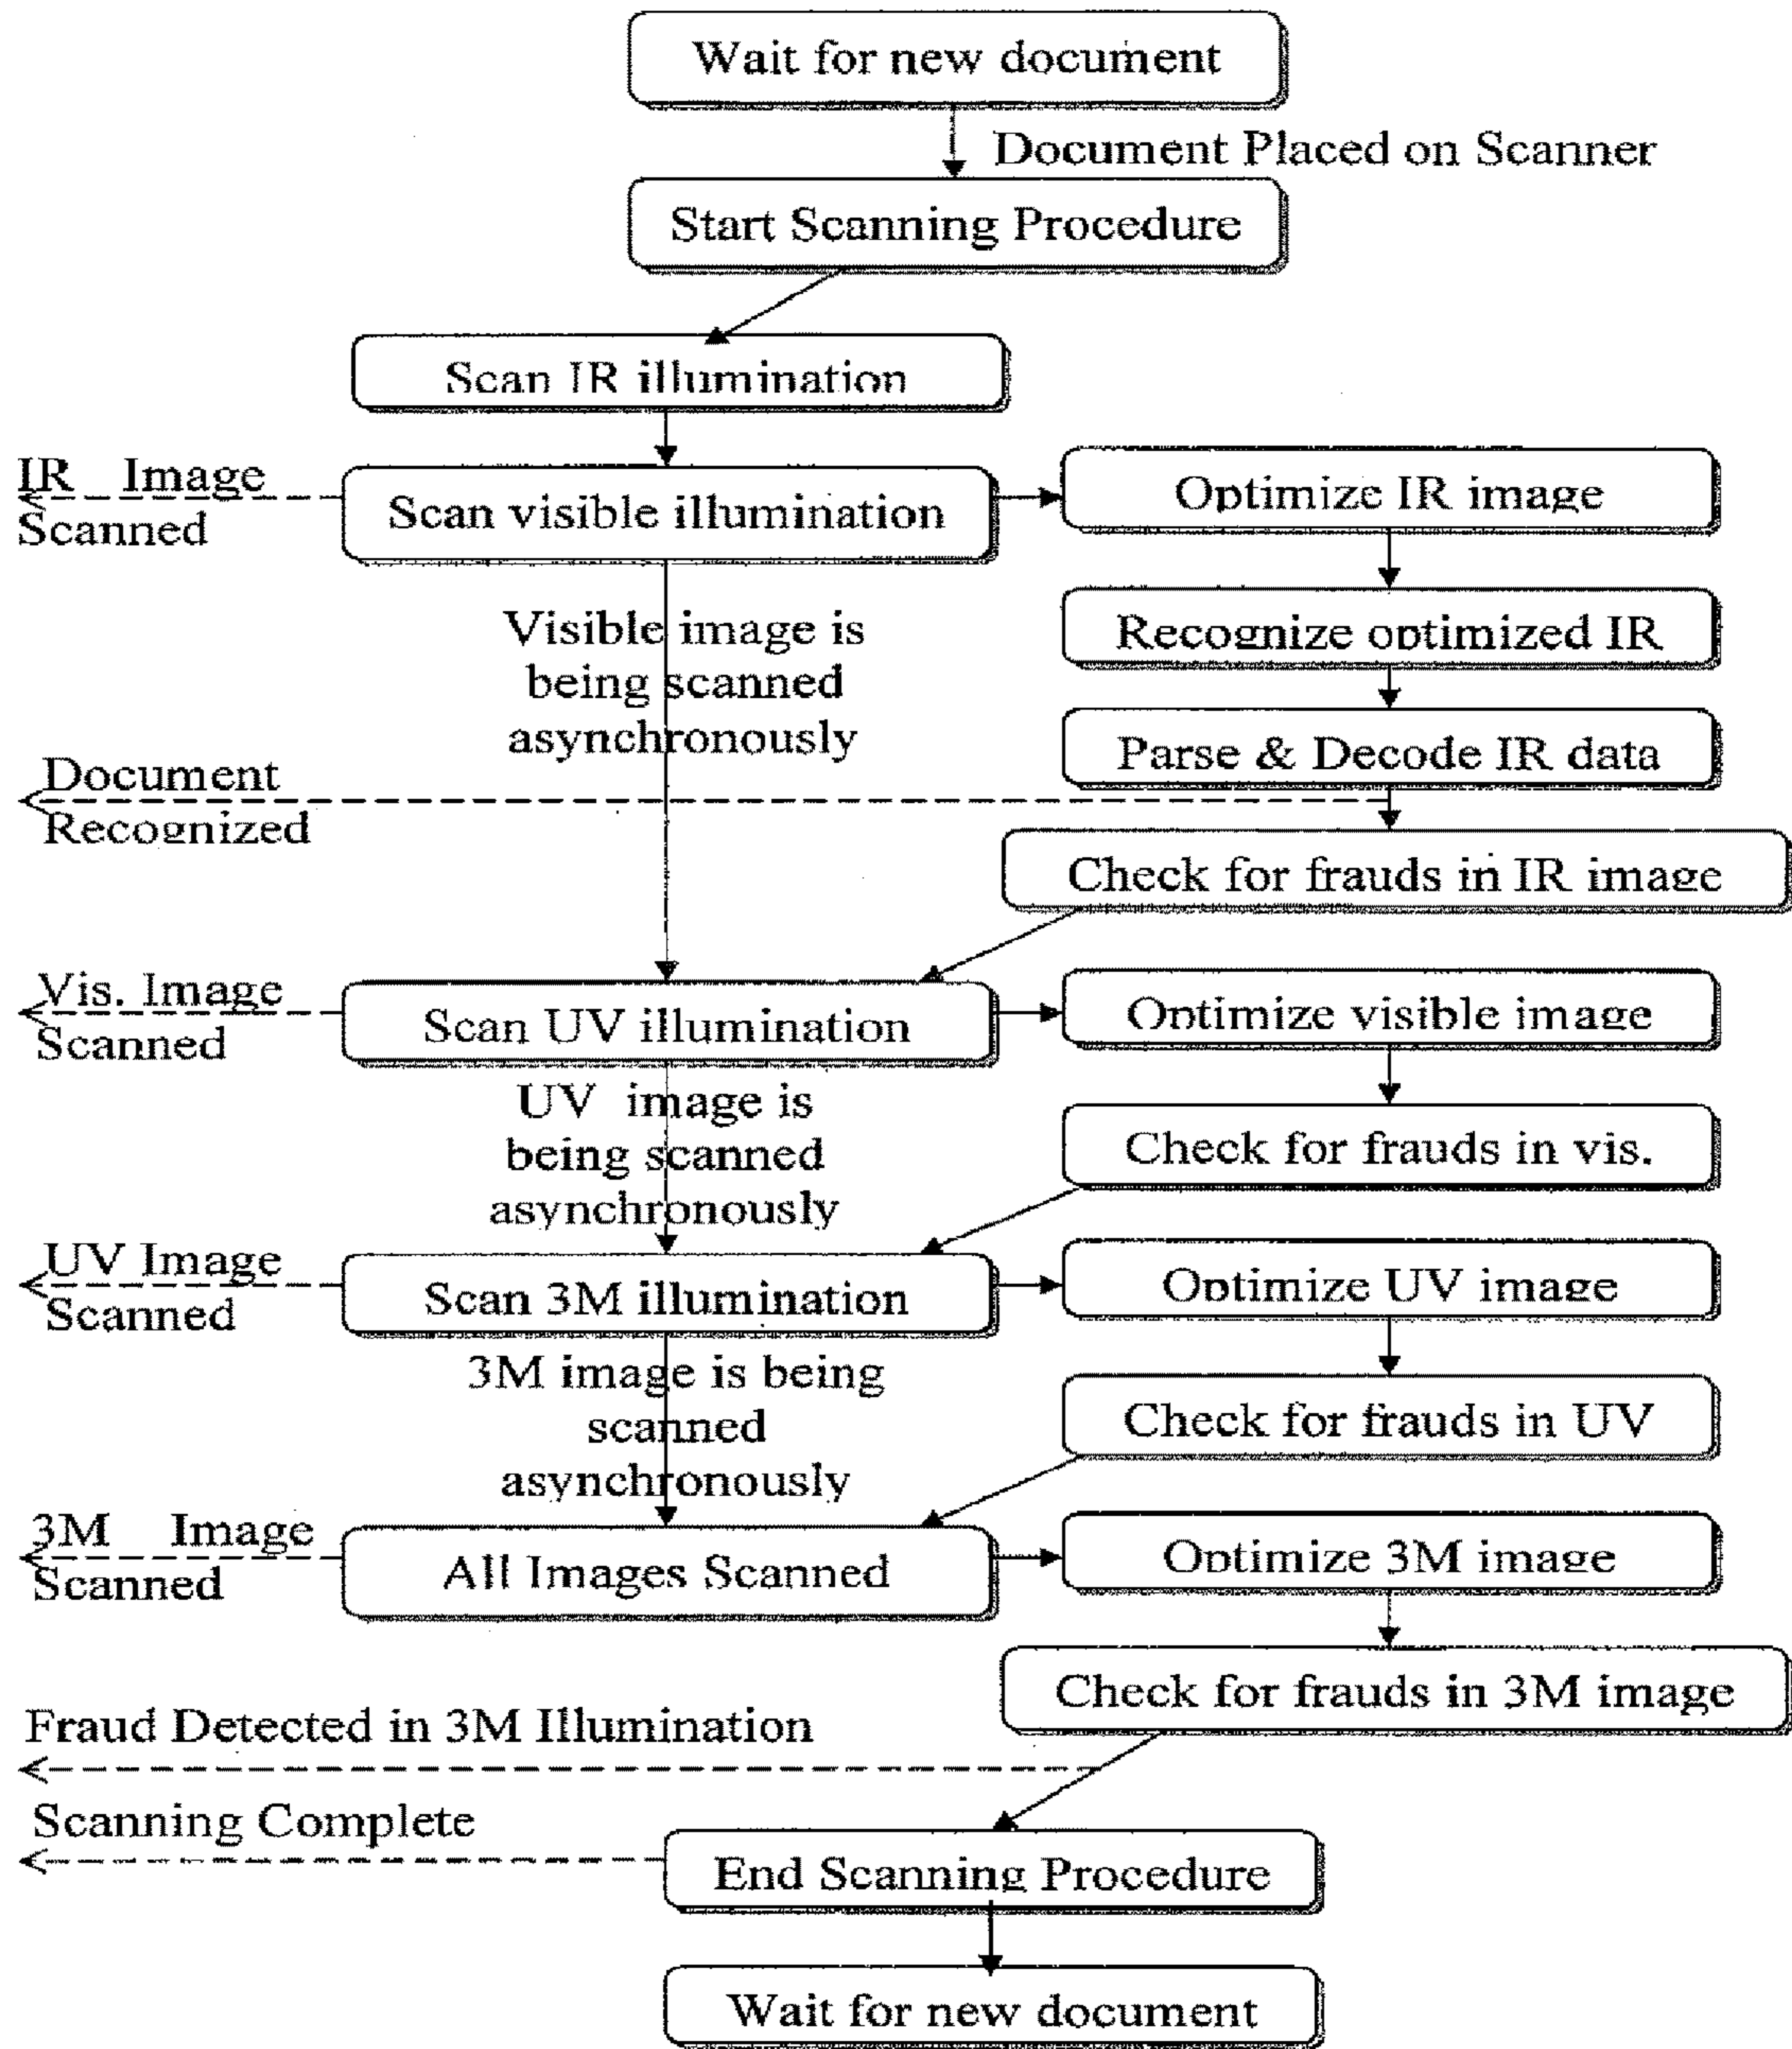 Wait for new document
Document Placed on Scanner
Start Scanning Procedure
Scan IR illumination
IR Image
Scanned
Scan visible illumination
Optimize IR image
Visible image is
being scanned
asynchronously
Recognize optimized IR
Parse & Decode IR data
Document
Recognized
Check for frauds in IR image
Vis. Image
Scanned
Scan UV illumination
Optimize visible image
UV image is
being scanned
asynchronously
Check for frauds in vis.
UV Image
Scanned
Scan 3M illumination
Optimize UV image
3M image is being
scanned
asynchronously
Check for frauds in UV
3M Image
Scanned
All Images Scanned
Optimize 3M image
Check for frauds in 3M image
Fraud Detected in 3M Illumination
Scanning Complete
End Scanning Procedure
Wait for new document